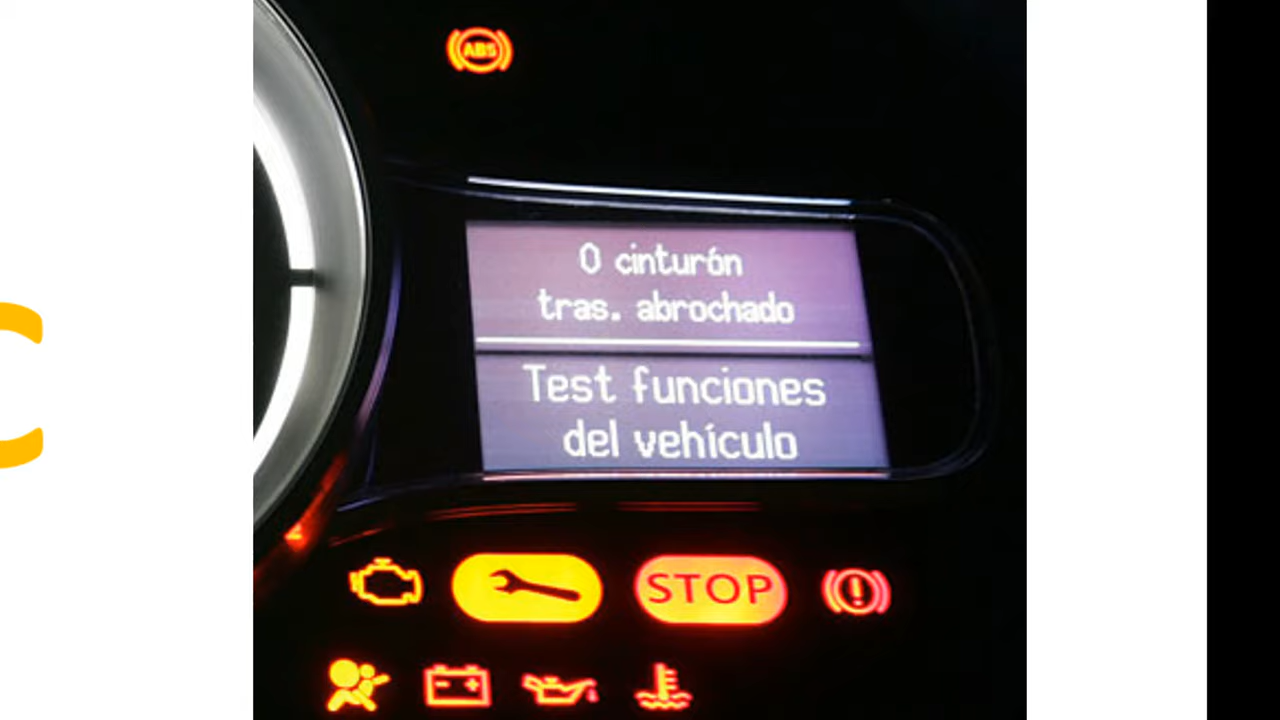 ABS
0 cinturón
tras. abrochado
Test funciones
del vehículo
STOP